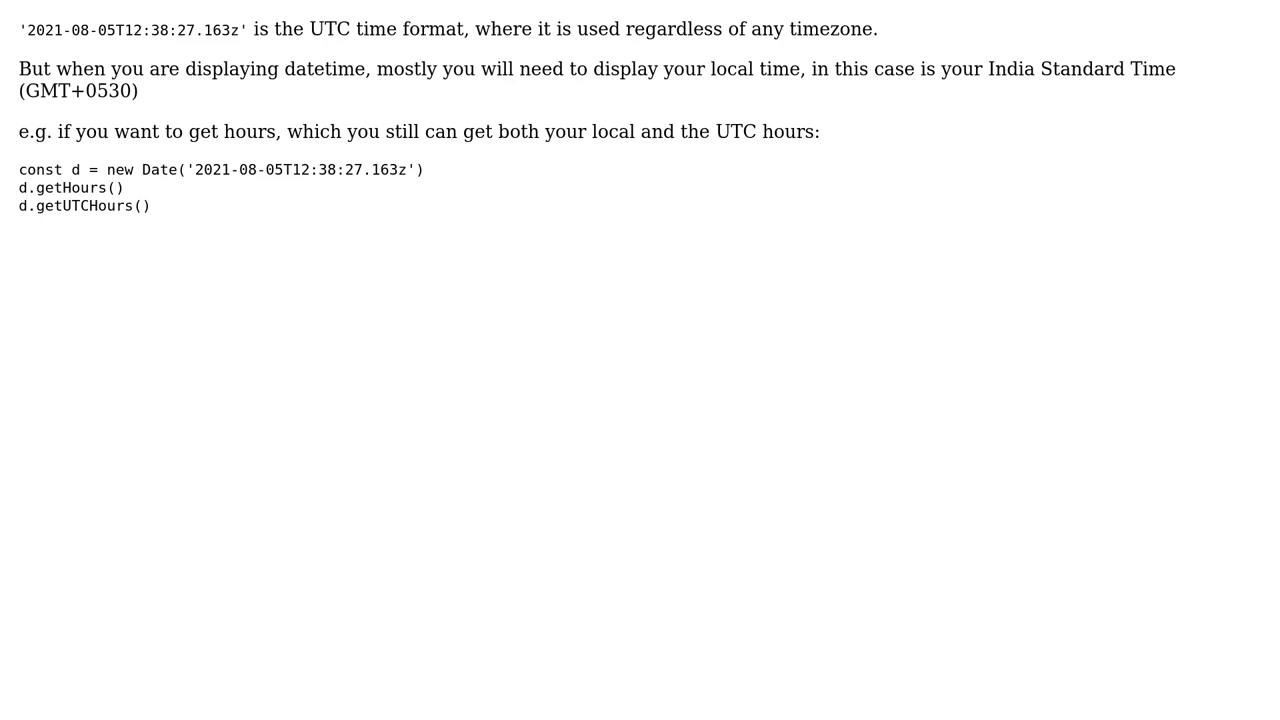 '2021-08-05T12:38:27.163z' is the UTC time format, where it is used regardless of any timezone.
But when you are displaying datetime, mostly you will need to display your local time, in this case is your India Standard Time
(GMT+0530)
e.g. if you want to get hours, which you still can get both your local and the UTC hours:
const d = new Date('2021-08-05T12:38:27.163z')
d.getHours()
d.getUTCHours()